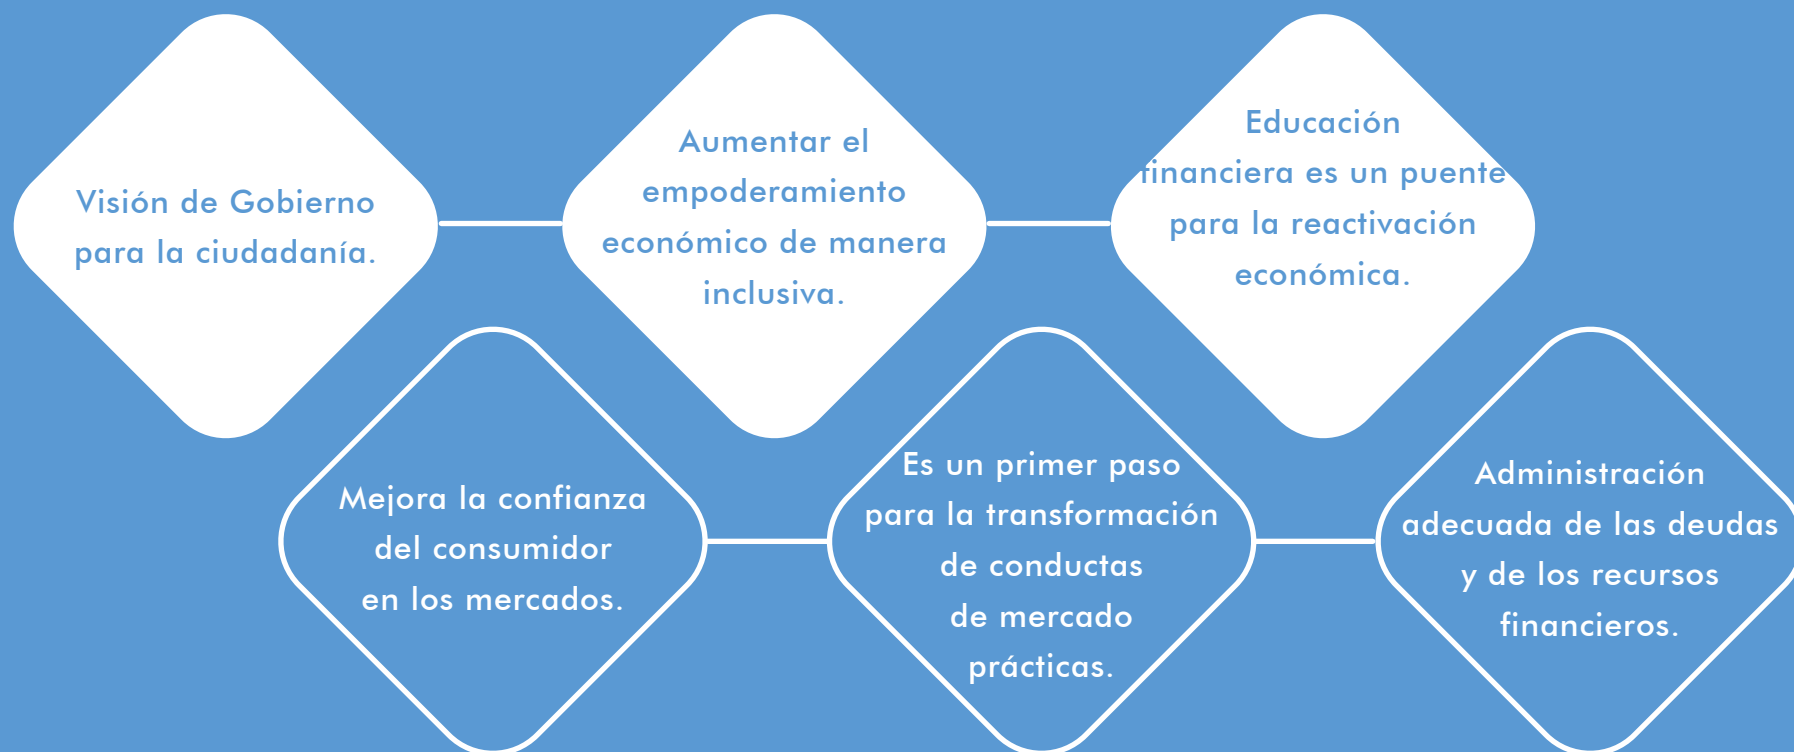 Visión de Gobierno
para la ciudadanía.
Aumentar el
empoderamiento
económico de manera
inclusiva.
Educación
financiera es un puente
para la reactivación
económica.
Mejora la confianza
del consumidor
en los mercados.
Es un primer paso
para la transformación
de conductas
de mercado
prácticas.
Administración
adecuada de las deudas
y de los recursos
financieros.